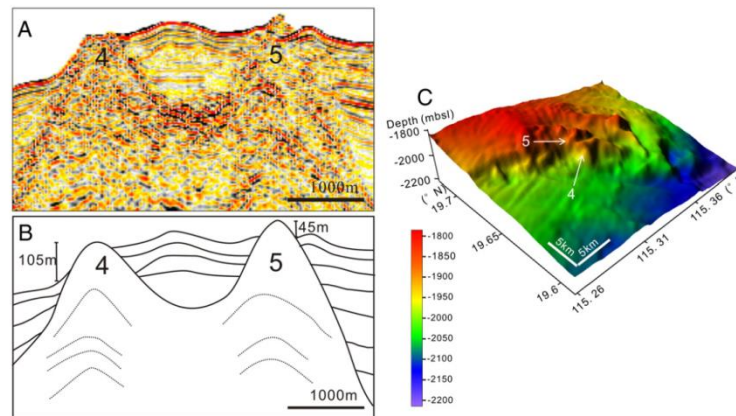 A
4
5
1000m
B
105m
4
5
45m
1000m
C
Depth (mbsl)
-1800
-2000
-2200
(° N)
19.7
19.65
19.6
5
4
5km
5km
115.26
115.31
115.36
(°
-1800
-1850
-1900
-1950
-2000
-2050
-2100
-2150
-2200